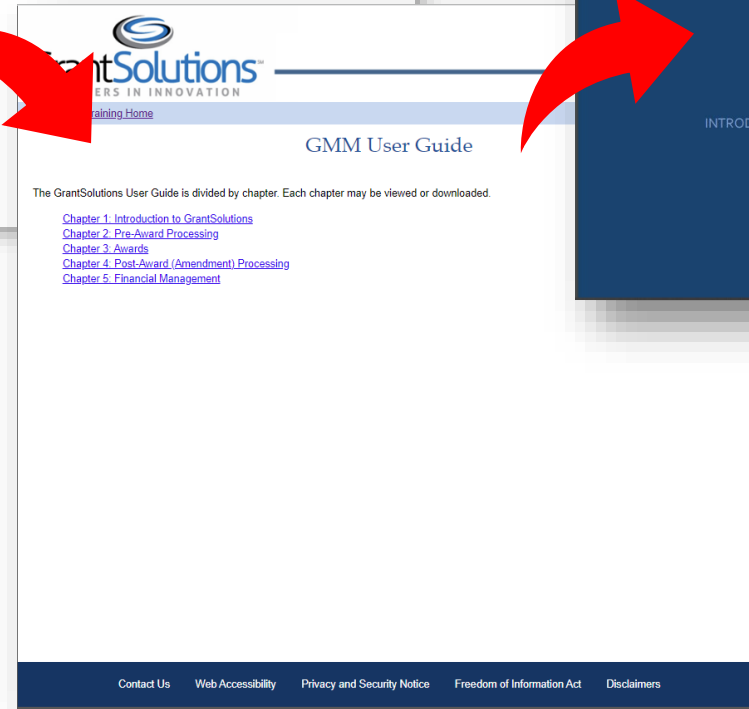 GrantSolutions
ERS IN INNOVATION
raining Home
INTROD
GMM User Guide
The GrantSolutions User Guide is divided by chapter. Each chapter may be viewed or downloaded.
Chapter 1: Introduction to GrantSolutions
Chapter 2: Pre-Award Processing
Chapter 3: Awards
Chapter 4: Post-Award (Amendment) Processing
Chapter 5: Financial Management
Contact Us Web Accessibility Privacy and Security Notice Freedom of Information Act Disclaimers